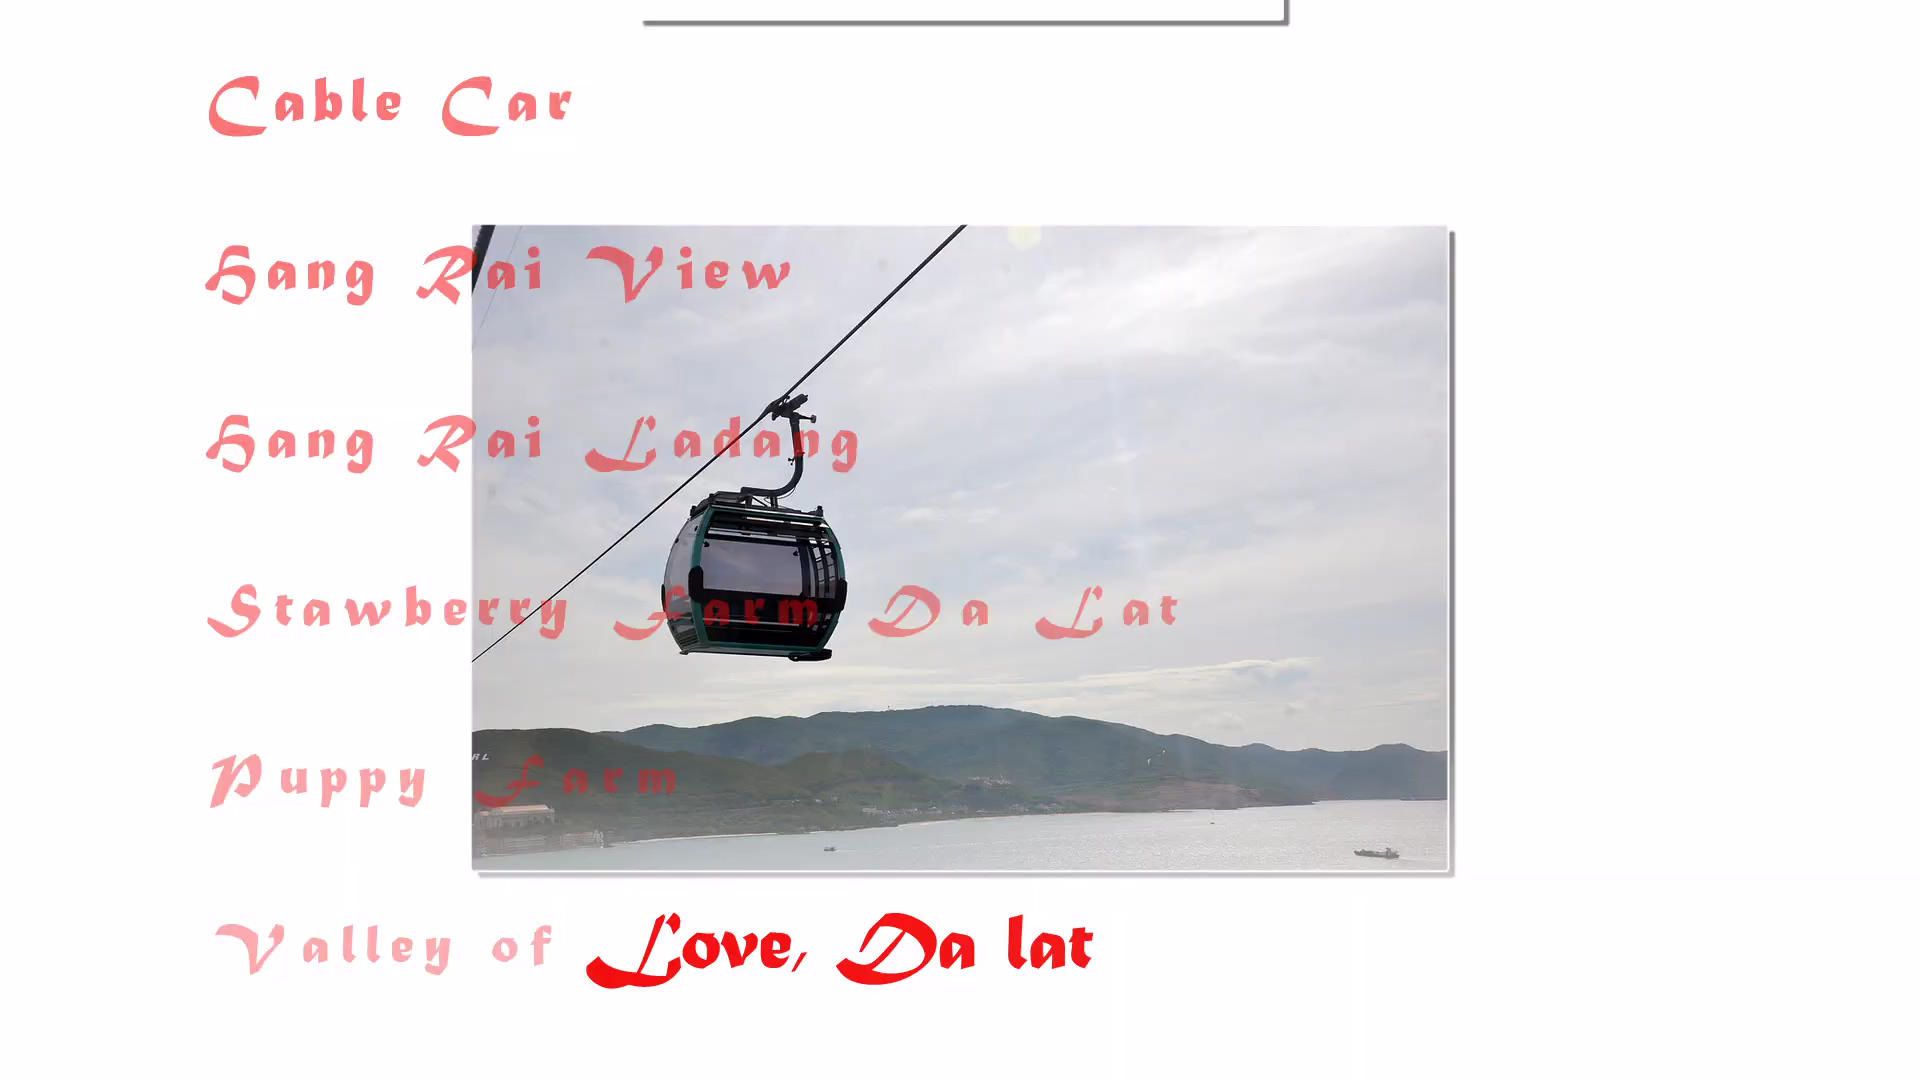 Cable Car
Hang Rai View
Hang Rai Ladang
Stawberry Farm Da Lat
Puppy Farm
RL
Valley of Love, Da lat